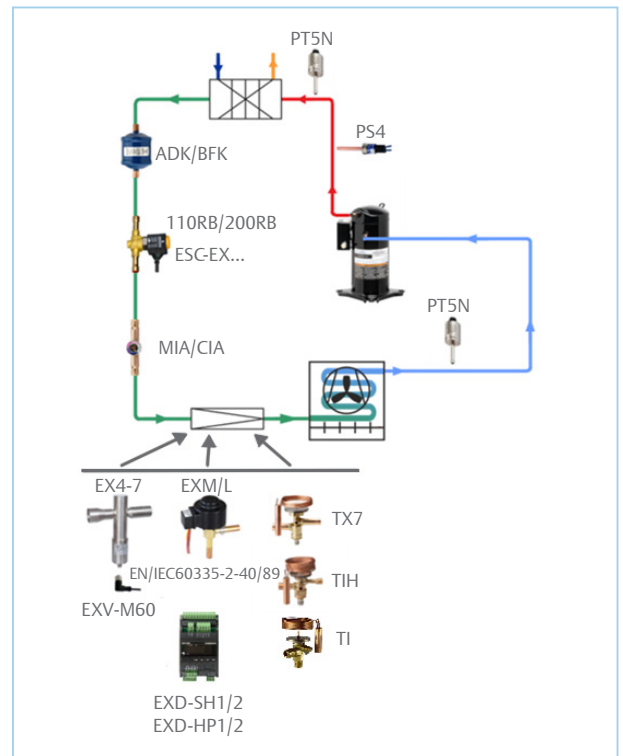 PT5N
PS4
ADK/BFK
110RB/200RB
ESC-EX...
PT5N
MIA/CIA
EX4-7
EXM/L
TX7
EN/IEC60335-2-40/89
TIH
EXV-M60
TI
EXD-SH1/2
EXD-HP1/2